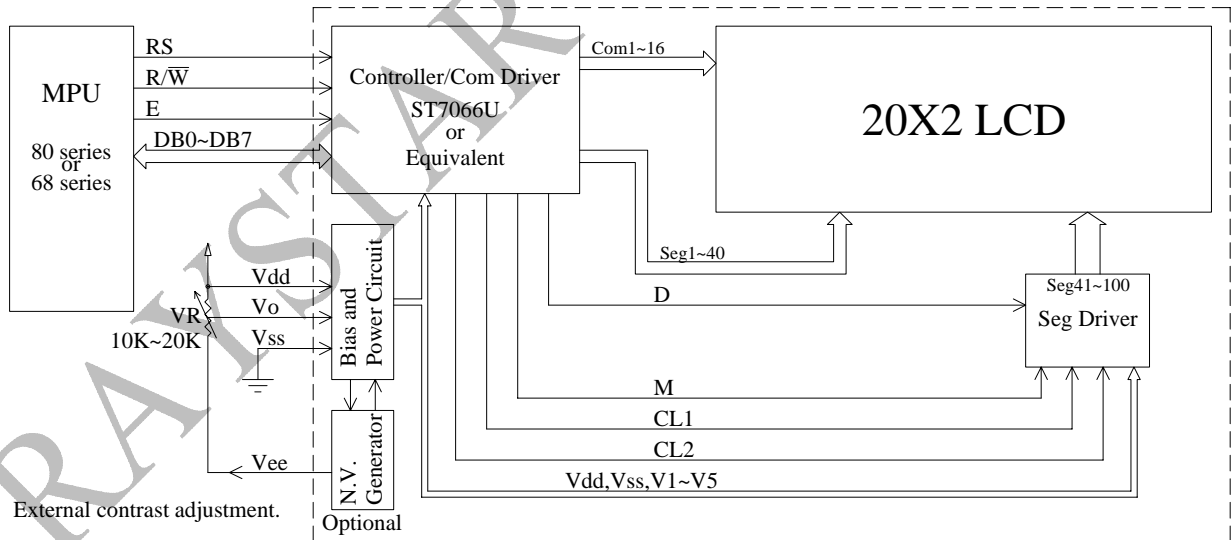 RS
R/W̅
E
DB0~DB7
MPU
80 series
or
68 series
Controller/Com Driver
ST7066U
or
Equivalent
Com1~16
20X2 LCD
Seg1~40
D
Seg41~100
Seg Driver
Vdd
Vo
Vss
VR
10K~20K
Bias and
Power Circuit
M
CL1
CL2
Vdd,Vss,V1~V5
Vee
N.V.
Generator
Optional
External contrast adjustment.
RAYSTAR